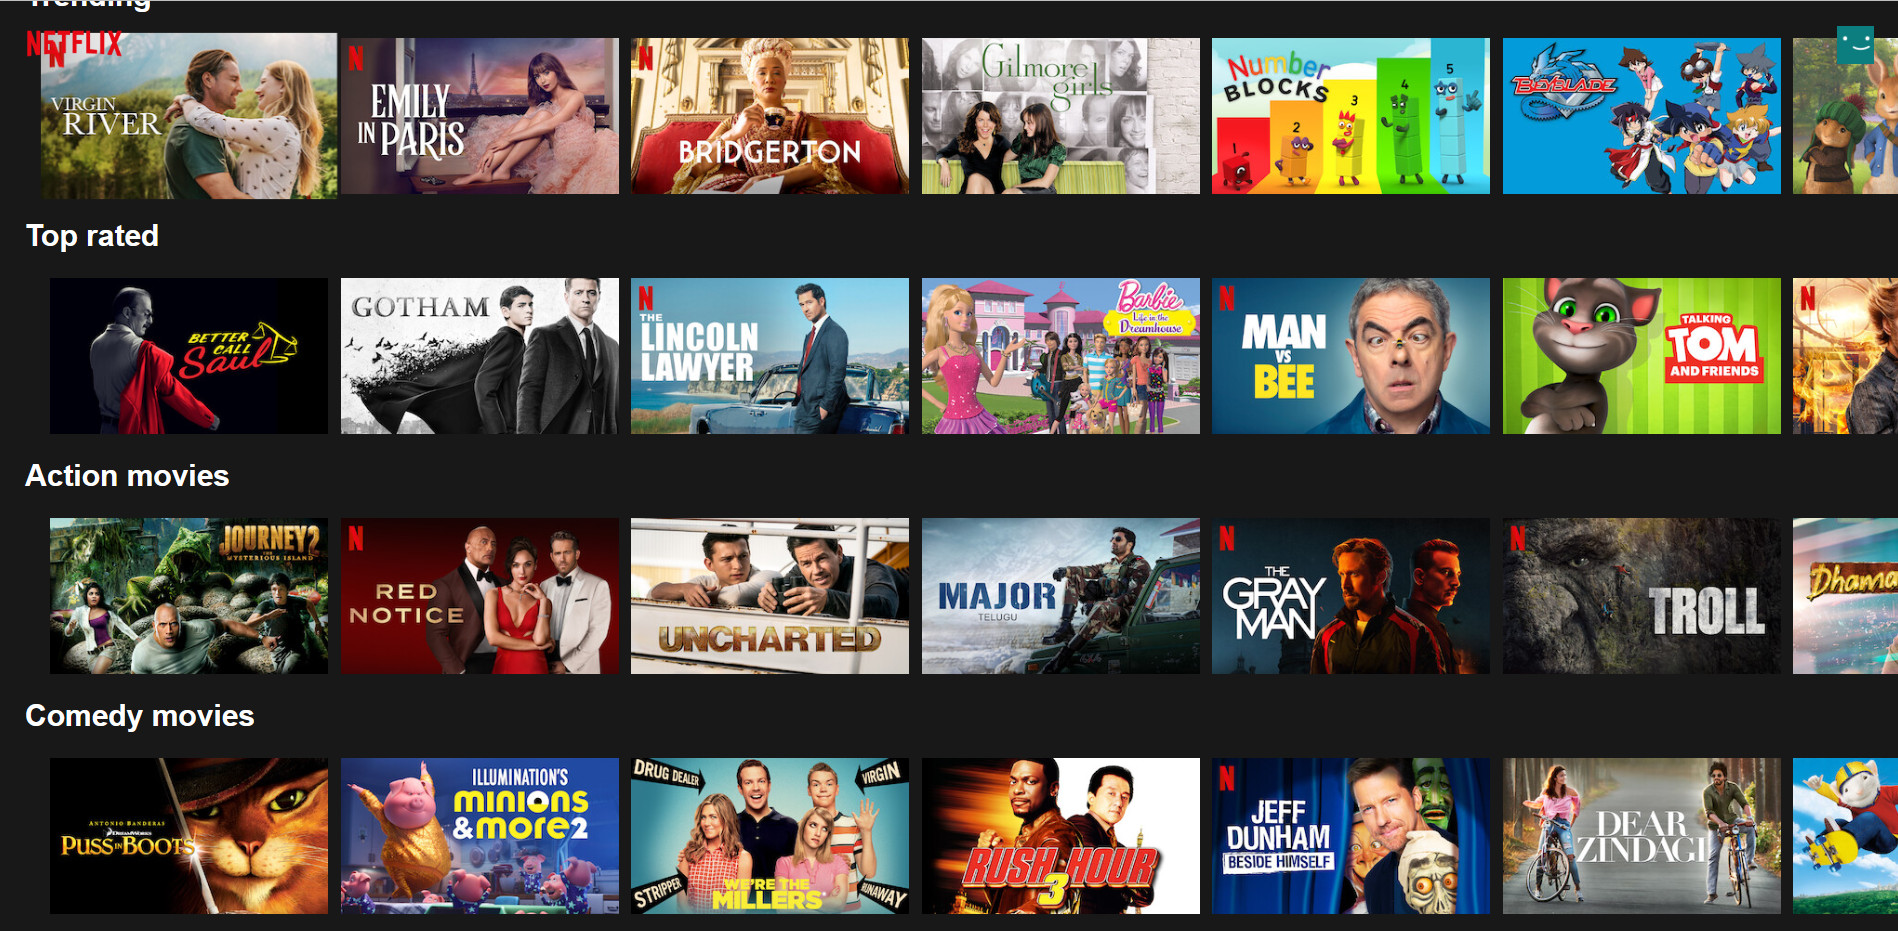 Trending
NETFLIX
N
VIRGIN
RIVER
N
EMILY
IN PARIS
N
BRIDGERTON
Gilmore
girls
Number
BLOCKS
1
2
3
4
5
BEYBLADE
Top rated
BETTER
CALL
Saul
GOTHAM
N
THE
LINCOLN
LAWYER
Barbie
Life in the
Dreamhouse
N
MAN
VS
BEE
TALKING
TOM
AND FRIENDS
N
Action movies
JOURNEY 2
THE
MYSTERIOUS ISLAND
N
RED
NOTICE
UNCHARTED
MAJOR
TELUGU
N
THE
GRAY
MAN
N
TROLL
Dhama
Comedy movies
ANTONIO BANDERAS
DREAMWORKS
PUSS IN BOOTS
ILLUMINATION'S
minions
&more2
DRUG DEALER
VIRGIN
STRIPPER
RUNAWAY
WE'RE THE
MILLERS
RUSH HOUR
3
N
JEFF
DUNHAM
BESIDE HIMSELF
DEAR
ZINDAGI